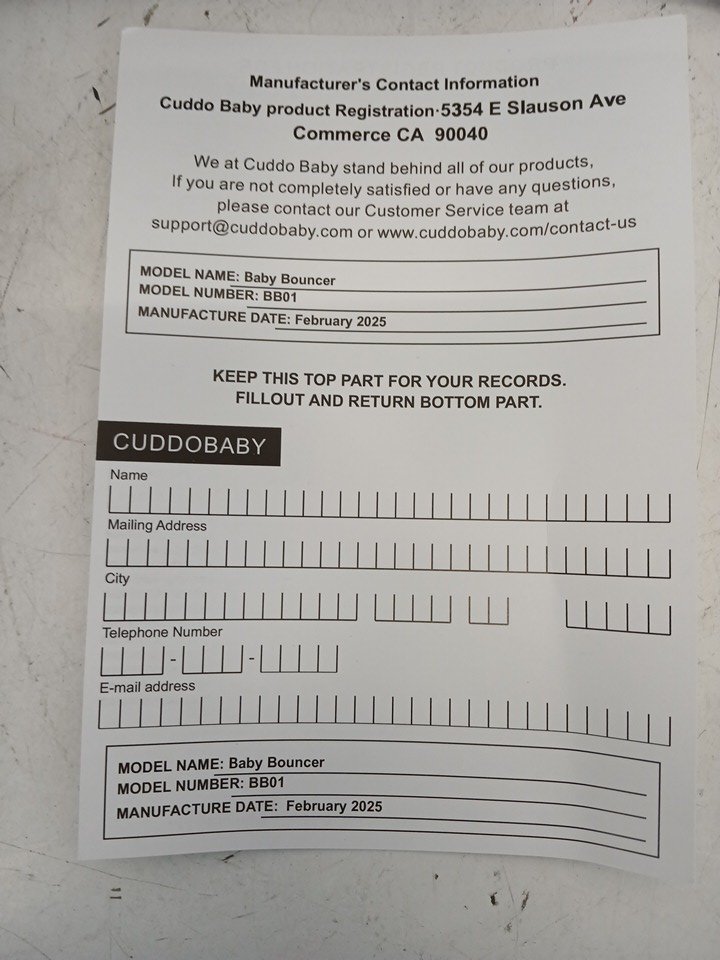 Manufacturer's Contact Information
Cuddo Baby product Registration·5354 E Slauson Ave
Commerce CA 90040
We at Cuddo Baby stand behind all of our products,
If you are not completely satisfied or have any questions,
please contact our Customer Service team at
support@cuddobaby.com or www.cuddobaby.com/contact-us
MODEL NAME: Baby Bouncer
MODEL NUMBER: BB01
MANUFACTURE DATE: February 2025
KEEP THIS TOP PART FOR YOUR RECORDS.
FILLOUT AND RETURN BOTTOM PART.
CUDDOBABY
Name
Mailing Address
City
Telephone Number
- -
E-mail address
MODEL NAME: Baby Bouncer
MODEL NUMBER: BB01
MANUFACTURE DATE: February 2025